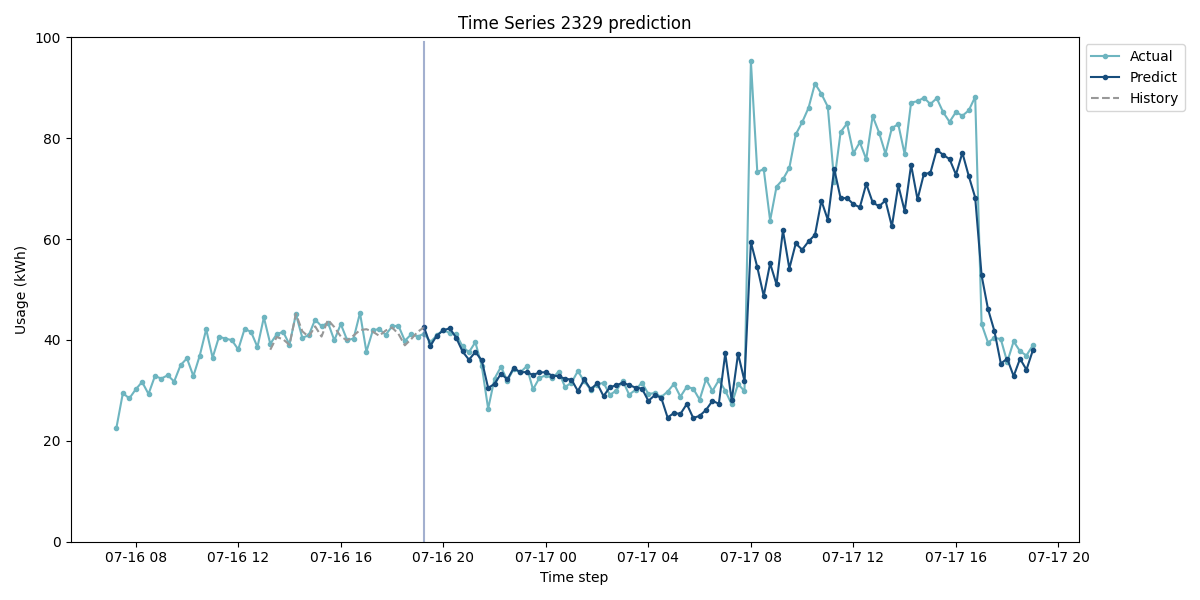 Time Series 2329 prediction
Actual
Predict
History
Usage (kWh)
100
80
60
40
20
0
07-16 08
07-16 12
07-16 16
07-16 20
07-17 00
07-17 04
07-17 08
07-17 12
07-17 16
07-17 20
Time step